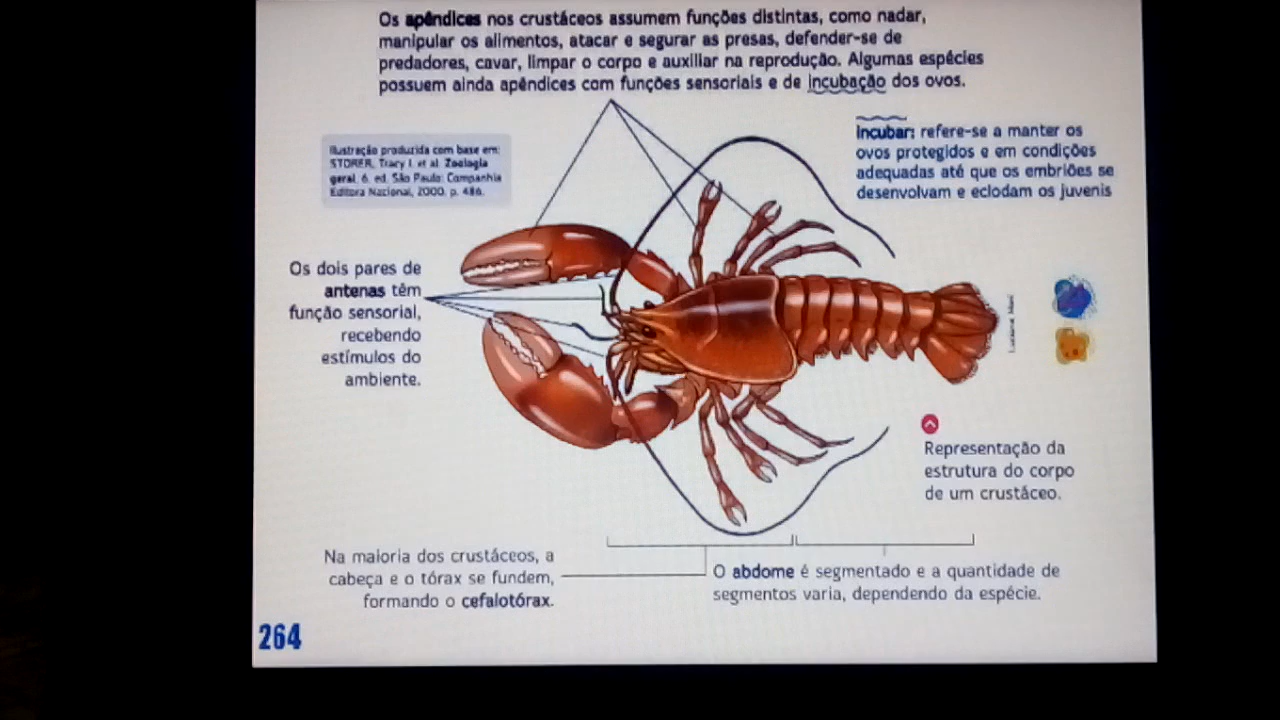 Os apêndices nos crustáceos assumem funções distintas, como nadar,
manipular os alimentos, atacar e segurar as presas, defender-se de
predadores, cavar, limpar o corpo e auxiliar na reprodução. Algumas espécies
possuem ainda apêndices com funções sensoriais e de incubação dos ovos.
Incubar: refere-se a manter os
ovos protegidos e em condições
adequadas até que os embriões se
desenvolvam e eclodam os juvenis
Ilustração produzida com base em:
STORER, Tracy I. et al. Zoologia
geral. 6. ed. São Paulo: Companhia
Editora Nacional, 2000. p. 486.
Os dois pares de
antenas têm
função sensorial,
recebendo
estímulos do
ambiente.
Representação da
estrutura do corpo
de um crustáceo.
Na maioria dos crustáceos, a
cabeça e o tórax se fundem,
formando o cefalotórax.
O abdome é segmentado e a quantidade de
segmentos varia, dependendo da espécie.
264